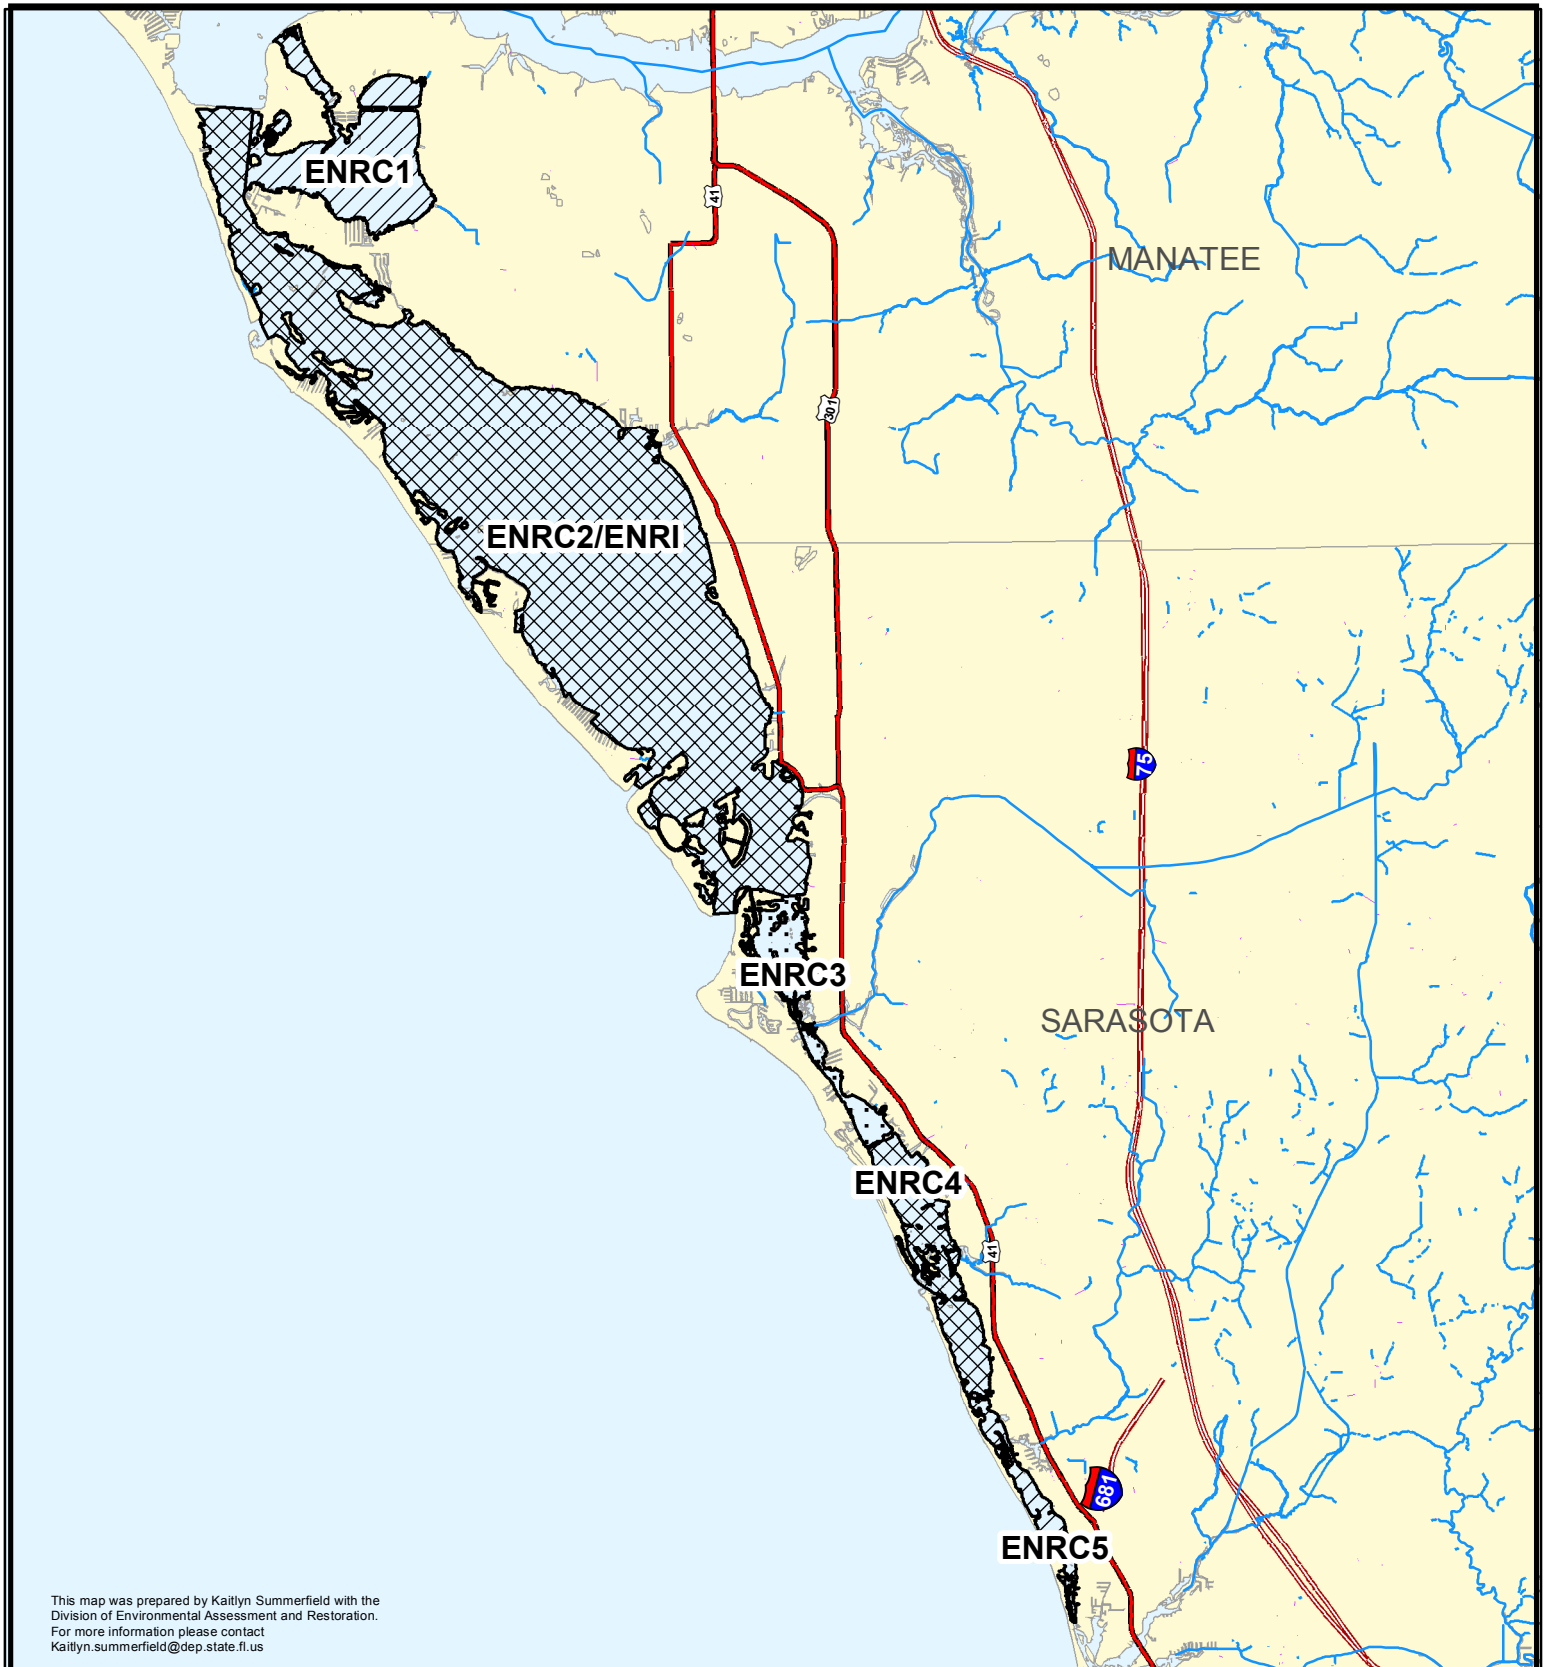 ENRC1
41
MANATEE
301
ENRC2/ENRI
75
ENRC3
SARASOTA
ENRC4
41
681
ENRC5
This map was prepared by Kaitlyn Summerfield with the
Division of Environmental Assessment and Restoration.
For more information please contact
Kaitlyn.summerfield@dep.state.fl.us